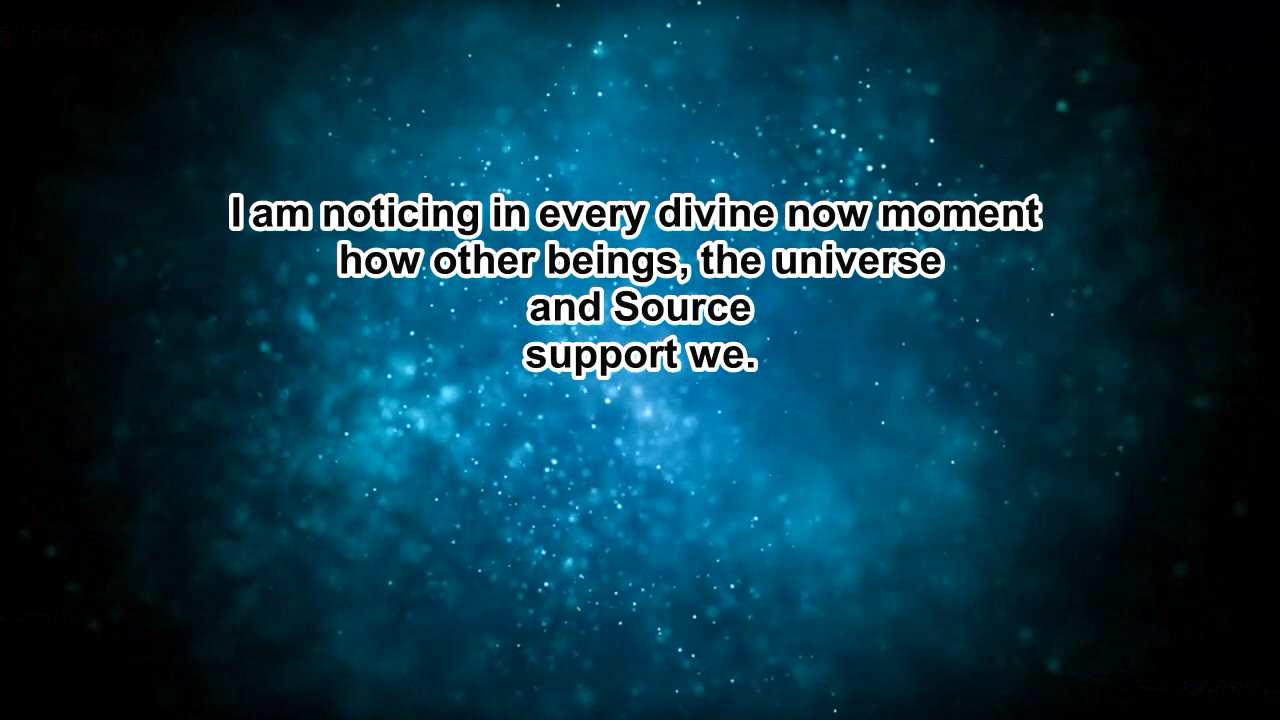 I am noticing in every divine now moment
how other beings, the universe
and Source
support we.